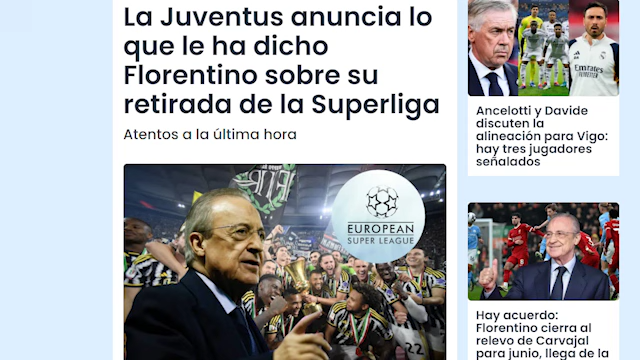 La Juventus anuncia lo
que le ha dicho
Florentino sobre su
retirada de la Superliga
Atentos a la última hora
EUROPEAN
SUPER LEAGUE
Ancelotti y Davide
discuten la
alineación para Vigo:
hay tres jugadores
señalados
Hay acuerdo:
Florentino cierra al
relevo de Carvajal
para junio, llega de la